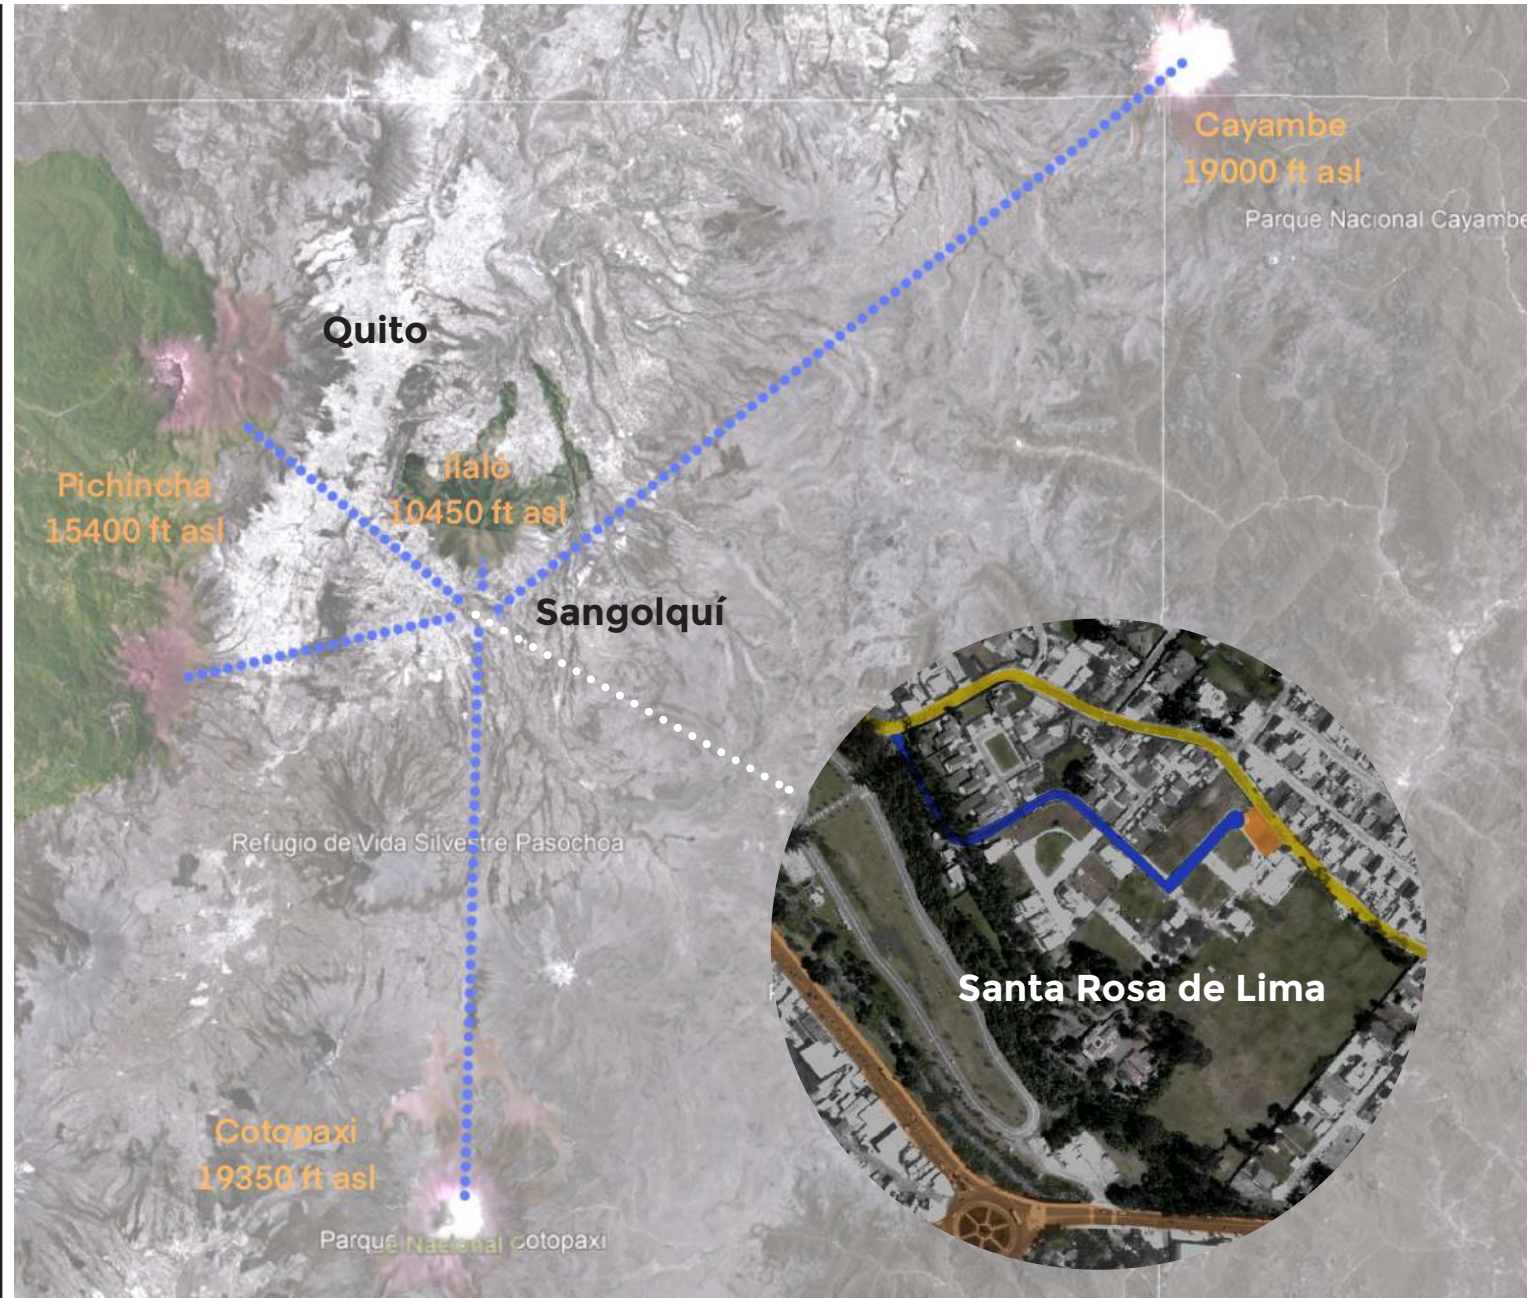 Cayambe
19000 ft asl
Parque Nacional Cayambe
Quito
Pichincha
15400 ft asl
Ilaló
10450 ft asl
Sangolquí
Refugio de Vida Silvestre Pasochoa
Santa Rosa de Lima
Cotopaxi
19350 ft asl
Parque Nacional Cotopaxi